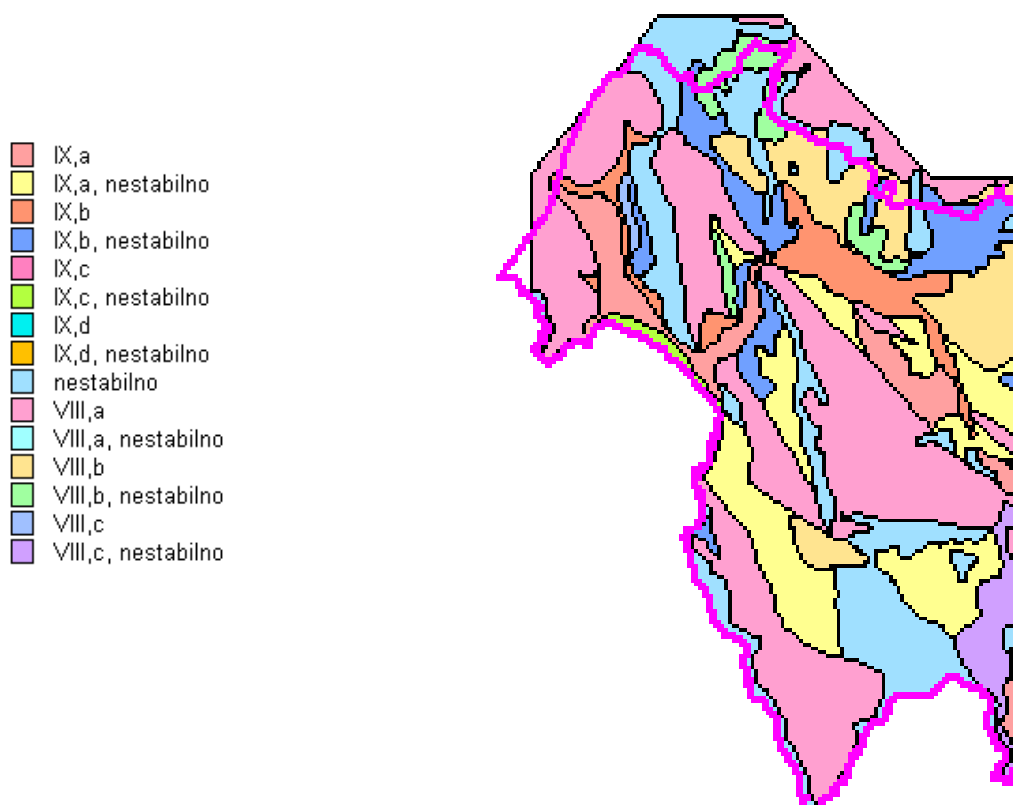 IX,a
IX,a, nestabilno
IX,b
IX,b, nestabilno
IX,c
IX,c, nestabilno
IX,d
IX,d, nestabilno
nestabilno
VIII,a
VIII,a, nestabilno
VIII,b
VIII,b, nestabilno
VIII,c
VIII,c, nestabilno